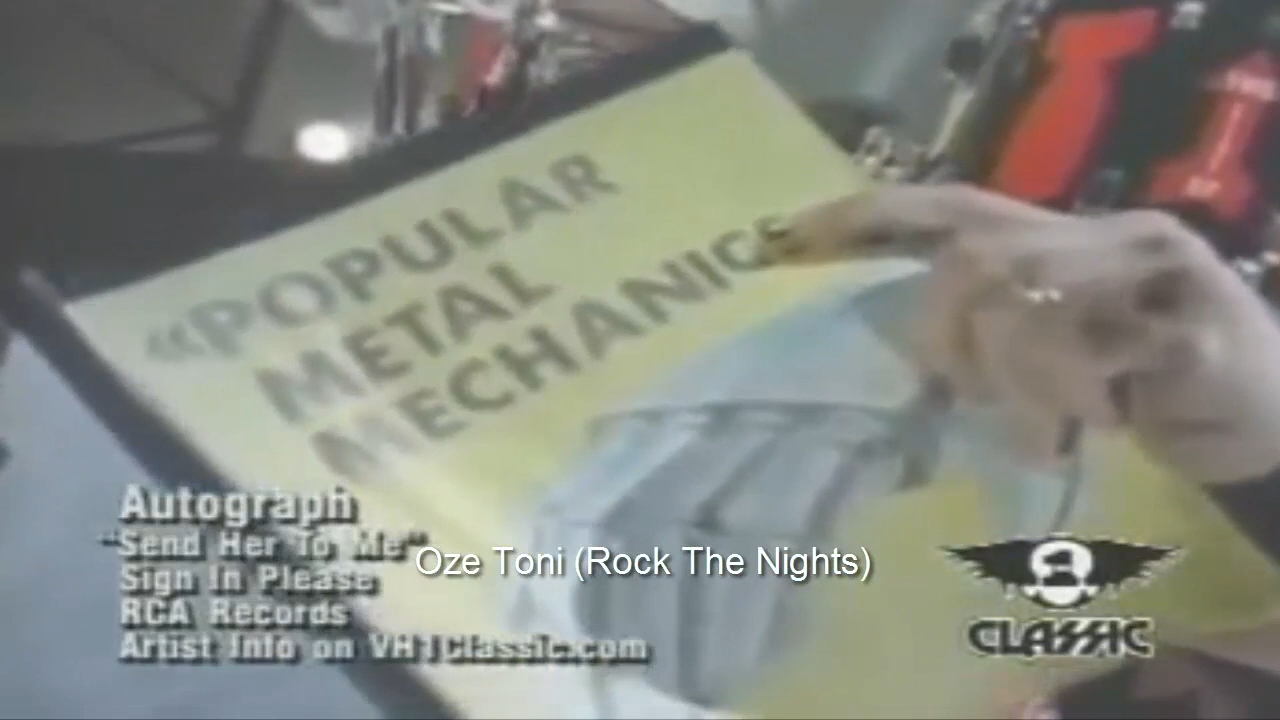 «POPULAR
METAL
MECHANICS
Autograph
"Send Her To Me"
Sign In Please
RCA Records
Artist Info on VH1Classic.com
Oze Toni (Rock The Nights)
CLASSIC